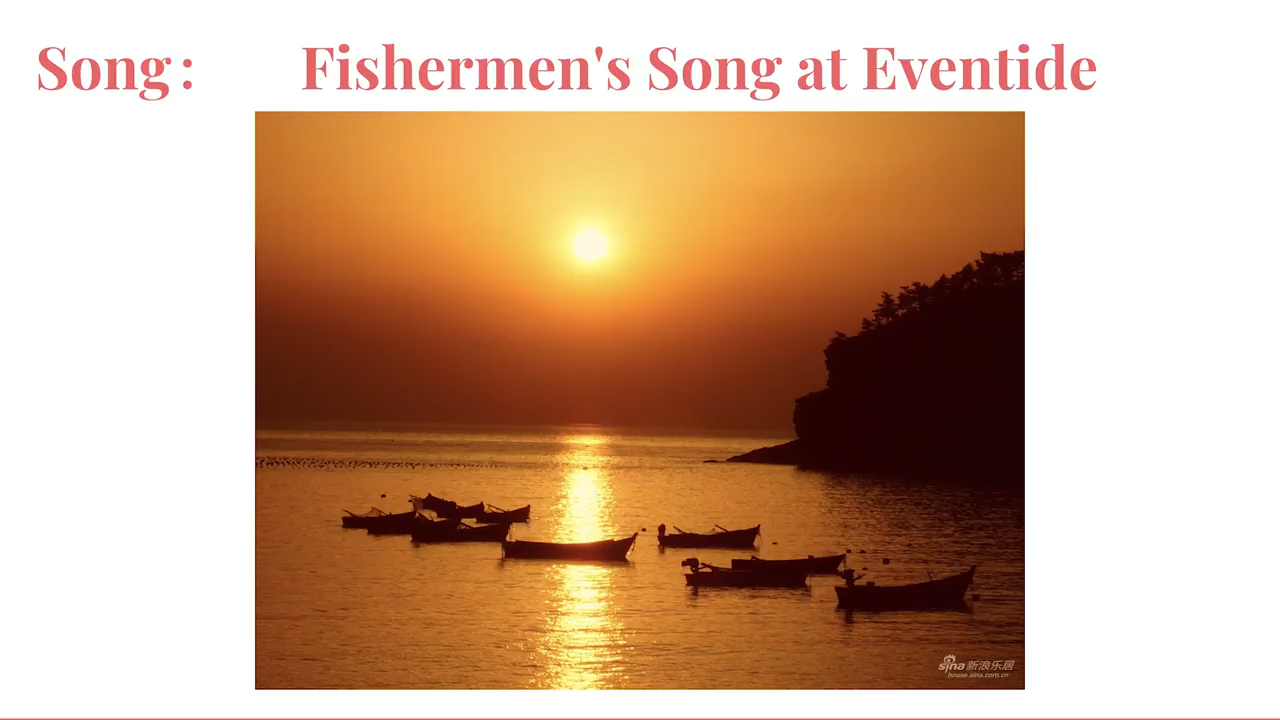 Song: Fishermen's Song at Eventide
sina 新浪乐居
house.sina.com.cn